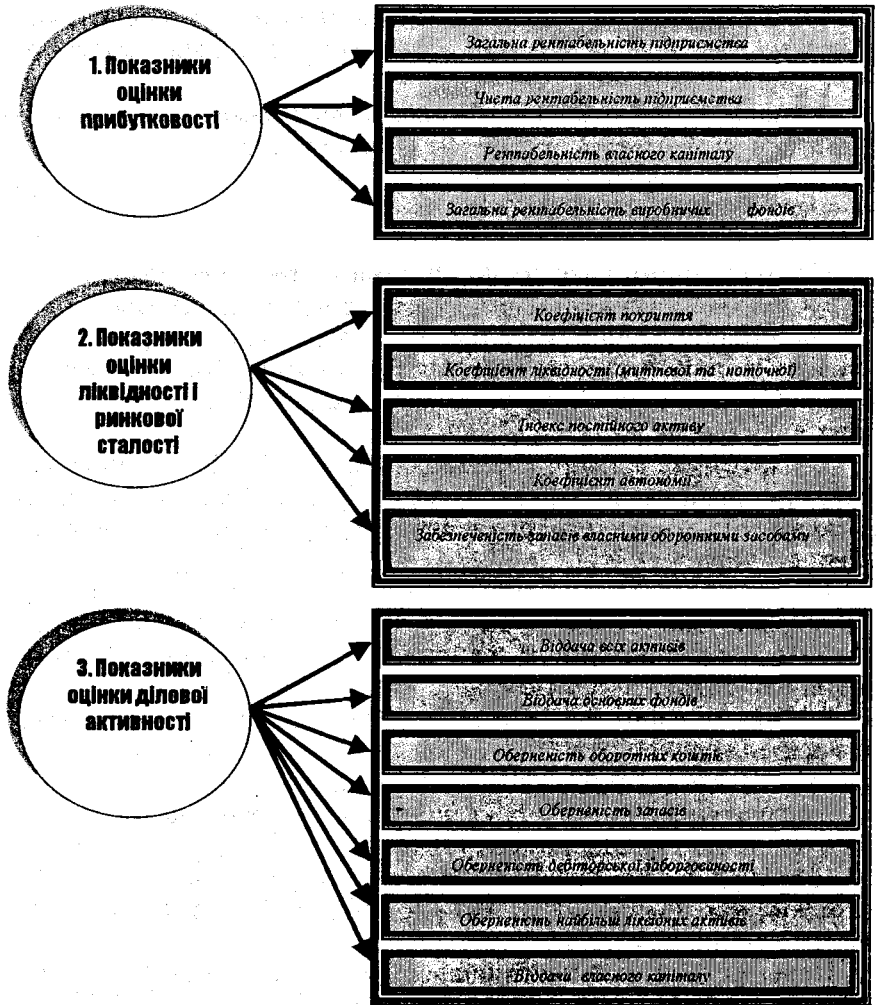 1. Показники
оцінки
прибутковості
Загальна рентабельність підприємства
Чиста рентабельність підприємства
Рентабельність власного капіталу
Загальна рентабельність виробничих фондів
2. Показники
оцінки
ліквідності і
ринкової
сталості
Коефіцієнт покриття
Коефіцієнт ліквідності (миттєвої та поточної)
Індекс постійного активу
Коефіцієнт автономії
Забезпеченість запасів власними оборотними засобами
3. Показники
оцінки ділової
активності
Віддача всіх активів
Віддача основних фондів
Оберненість оборотних коштів
Оберненість запасів
Оберненість дебіторської заборгованості
Оберненість найбільш ліквідних активів
Віддача власного капіталу